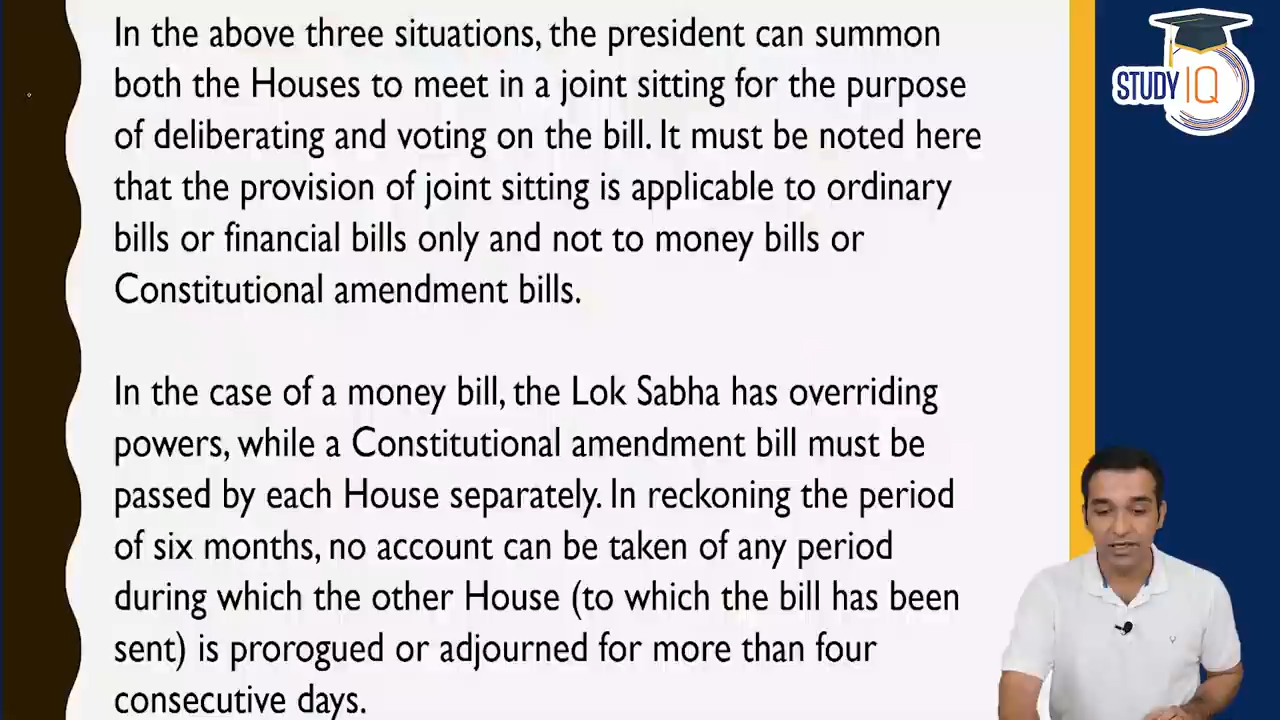 In the above three situations, the president can summon
both the Houses to meet in a joint sitting for the purpose
of deliberating and voting on the bill. It must be noted here
that the provision of joint sitting is applicable to ordinary
bills or financial bills only and not to money bills or
Constitutional amendment bills.
In the case of a money bill, the Lok Sabha has overriding
powers, while a Constitutional amendment bill must be
passed by each House separately. In reckoning the period
of six months, no account can be taken of any period
during which the other House (to which the bill has been
sent) is prorogued or adjourned for more than four
consecutive days.
STUDY IQ